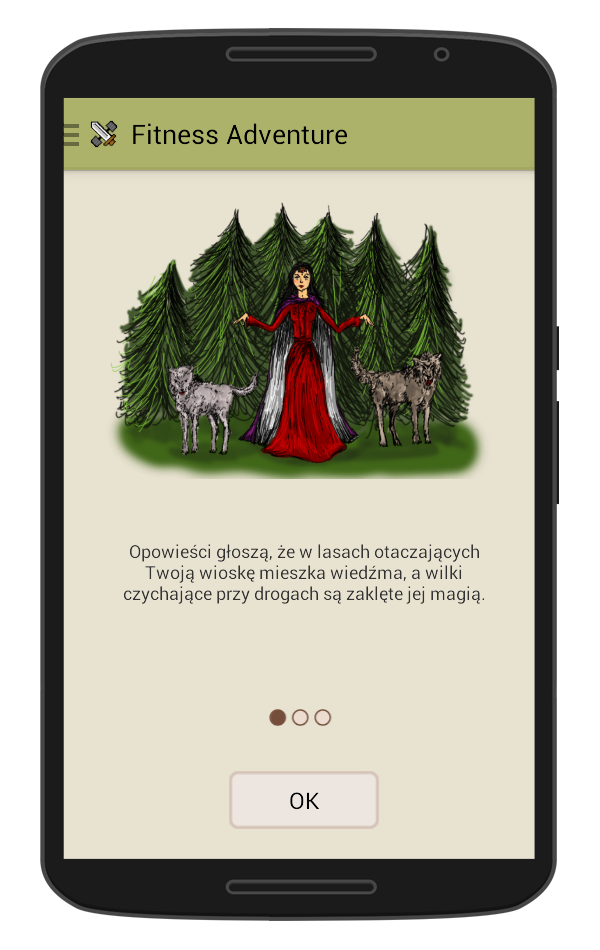 Fitness Adventure
Opowieści głoszą, że w lasach otaczających
Twoją wioskę mieszka wiedźma, a wilki
czychające przy drogach są zaklęte jej magią.
OK